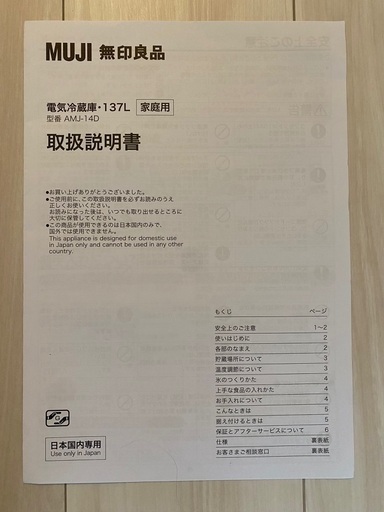 MUJI 無印良品
電気冷蔵庫・137L 家庭用
型番 AMJ-14D
取扱説明書
●お買い上げありがとうございました。
●ご使用前に、この取扱説明書を必ずお読みのうえ
正しくお使いください。
お読みになった後は、いつでも取り出せるところに
大切に保管してください。
●この商品が使用できるのは日本国内のみで、
国外では使用できません。
This appliance is designed for domestic use
in Japan only and cannot be used in any other
country.
もくじ ページ
安全上のご注意 1〜2
使いはじめに 2
各部のなまえ 2
貯蔵場所について 3
温度調節について 3
氷のつくりかた 4
上手な食品の入れかた 4
お手入れについて 4
こんなときは 5
据え付けるときは 5
保証とアフターサービスについて 6
仕様 裏表紙
お客さまご相談窓口 裏表紙
日本国内専用
Use only in Japan